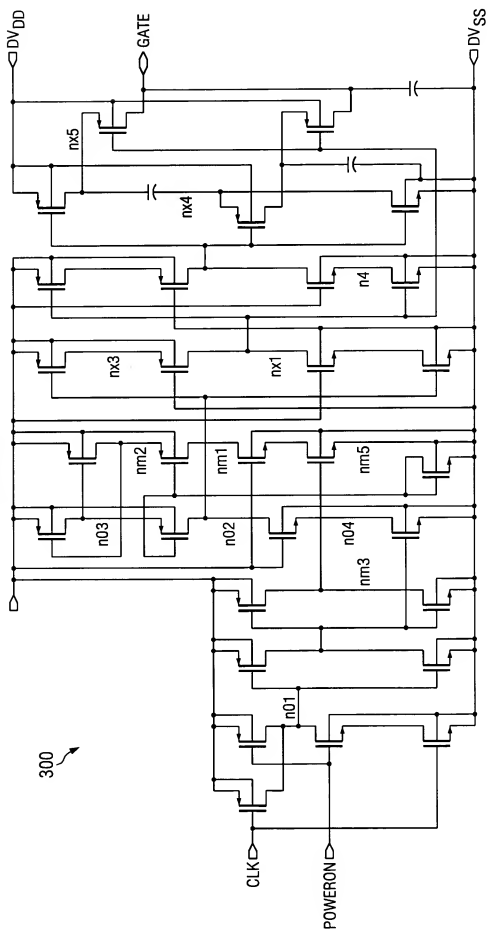 DVDD
GATE
nx5
nx4
n4
nx3
nx1
nm2
nm1
nm5
n03
n02
n04
nm3
n01
300
CLK
POWERON
DVSS